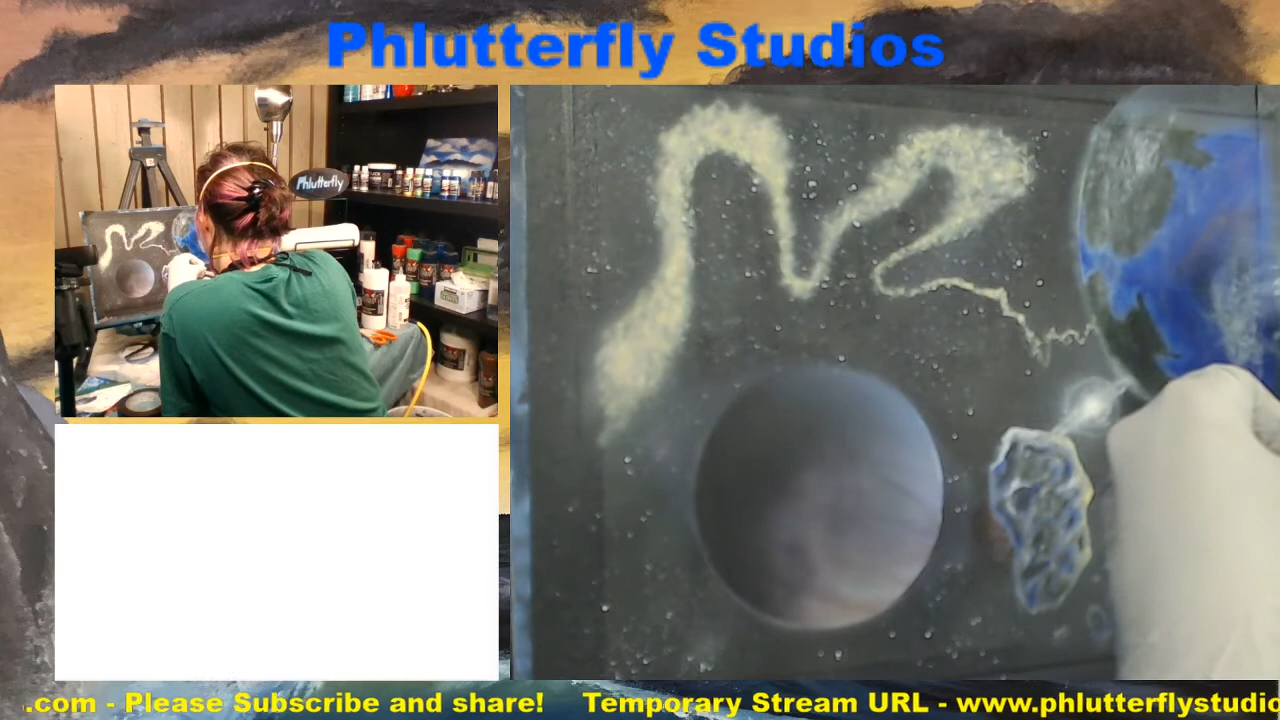 Phlutterfly Studios
Phlutterfly
.com - Please Subscribe and share! Temporary Stream URL - www.phlutterflystudio